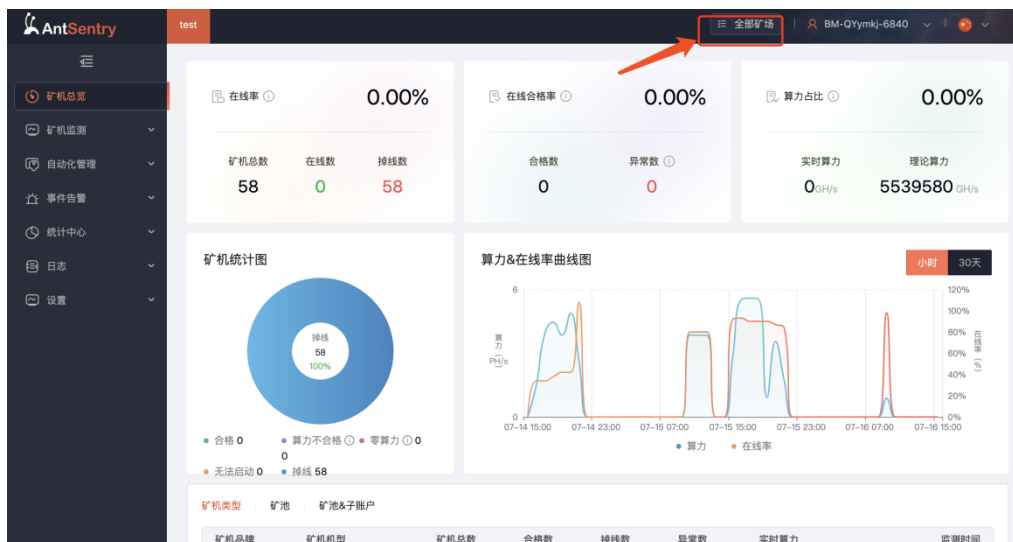 AntSentry
test
全部矿场
BM-QYymkj-6840
矿机总览
矿机监测
自动化管理
事件告警
统计中心
日志
设置
在线率
0.00%
矿机总数 在线数 掉线数
58 0 58
在线合格率
0.00%
合格数 异常数
0 0
算力占比
0.00%
实时算力 理论算力
0GH/s 5539580 GH/s
矿机统计图
掉线
58
100%
合格 0 算力不合格 0 零算力 0
无法启动 0 掉线 58
算力&在线率曲线图
小时 30天
6
0
算力 (PH/s)
120%
100%
80%
60%
40%
20%
0%
在线率 (%)
07-14 15:00 07-14 23:00 07-15 07:00 07-15 15:00 07-15 23:00 07-16 07:00 07-16 15:00
算力 在线率
矿机类型 矿池 矿池&子账户
矿机品牌 矿机机型 矿机总数 合格数 掉线数 异常数 实时算力 监测时间